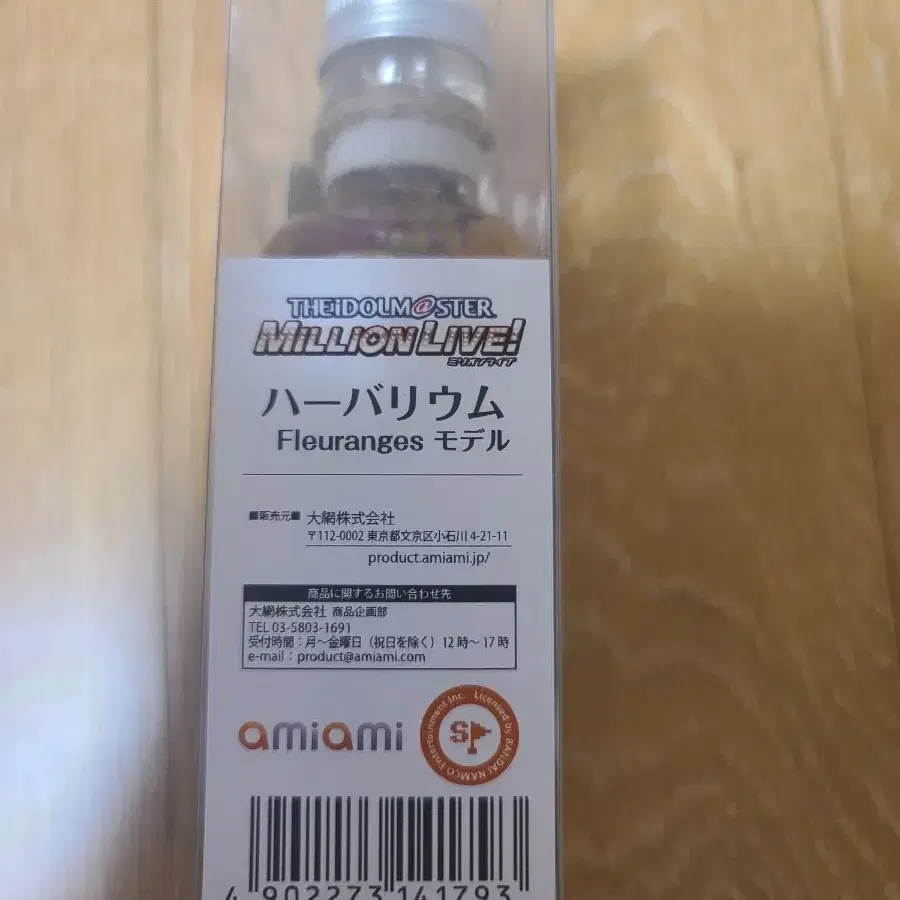 THE iDOLM@STER
MILLION LIVE!
ミリオンライブ
ハーバリウム
Fleuranges モデル
■販売元■ 大網株式会社
〒112-0002 東京都文京区小石川 4-21-11
product.amiami.jp/
商品に関するお問い合わせ先
大網株式会社 商品企画部
TEL 03-5803-1691
受付時間：月～金曜日（祝日を除く）12時～17時
e-mail：product@amiami.com
amiami
Licensed by BANDAI NAMCO Entertainment Inc.
S
4 902273 141793